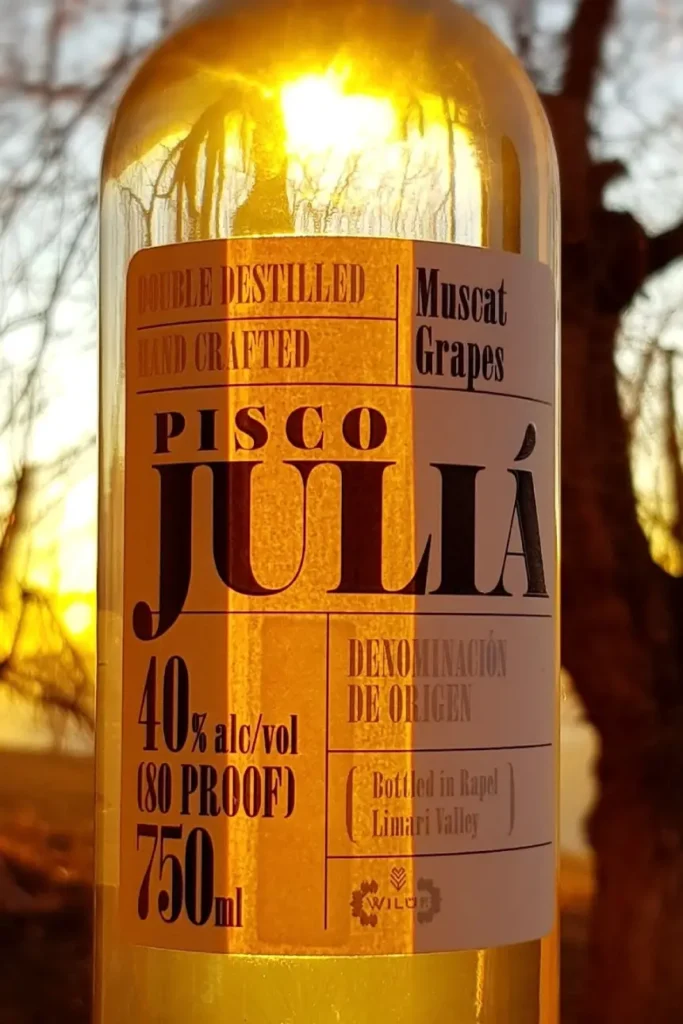 DOUBLE DESTILLED
HAND CRAFTED
Muscat
Grapes
PISCO
JULIÁ
40% alc/vol
(80 PROOF)
750ml
DENOMINACIÓN
DE ORIGEN
(Bottled in Rapel
Limari Valley)